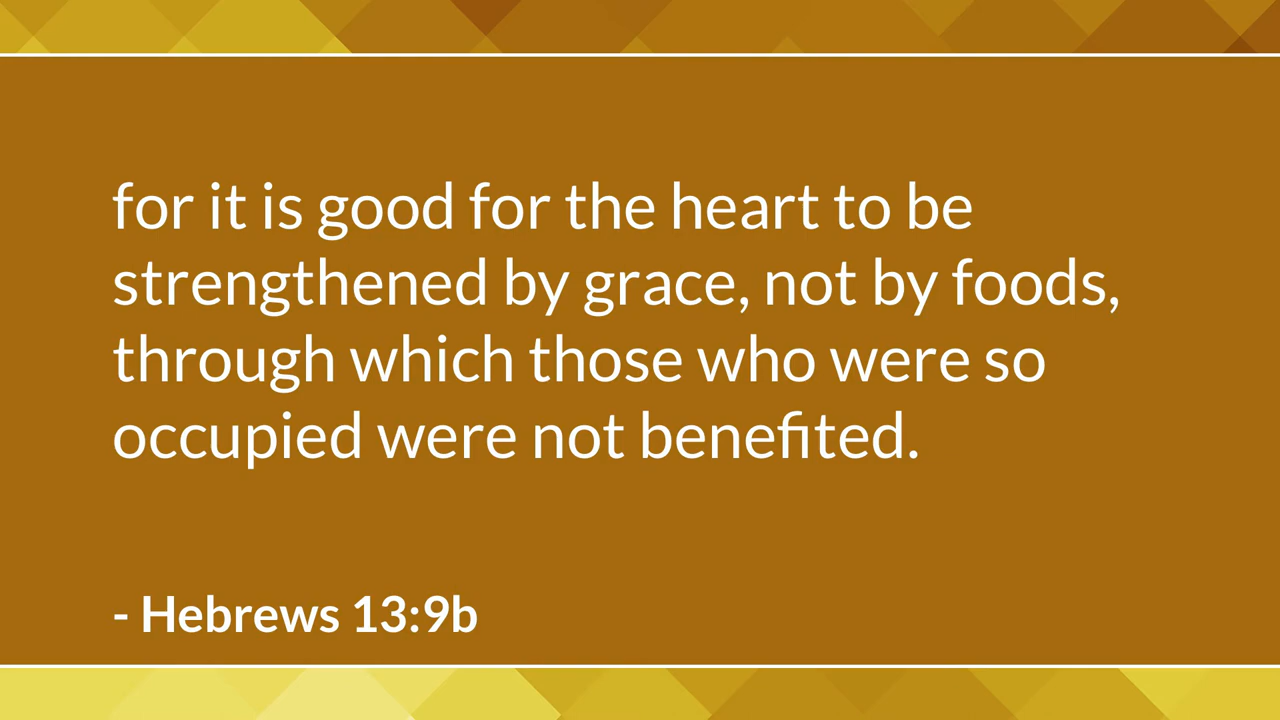 for it is good for the heart to be
strengthened by grace, not by foods,
through which those who were so
occupied were not benefited.
- Hebrews 13:9b